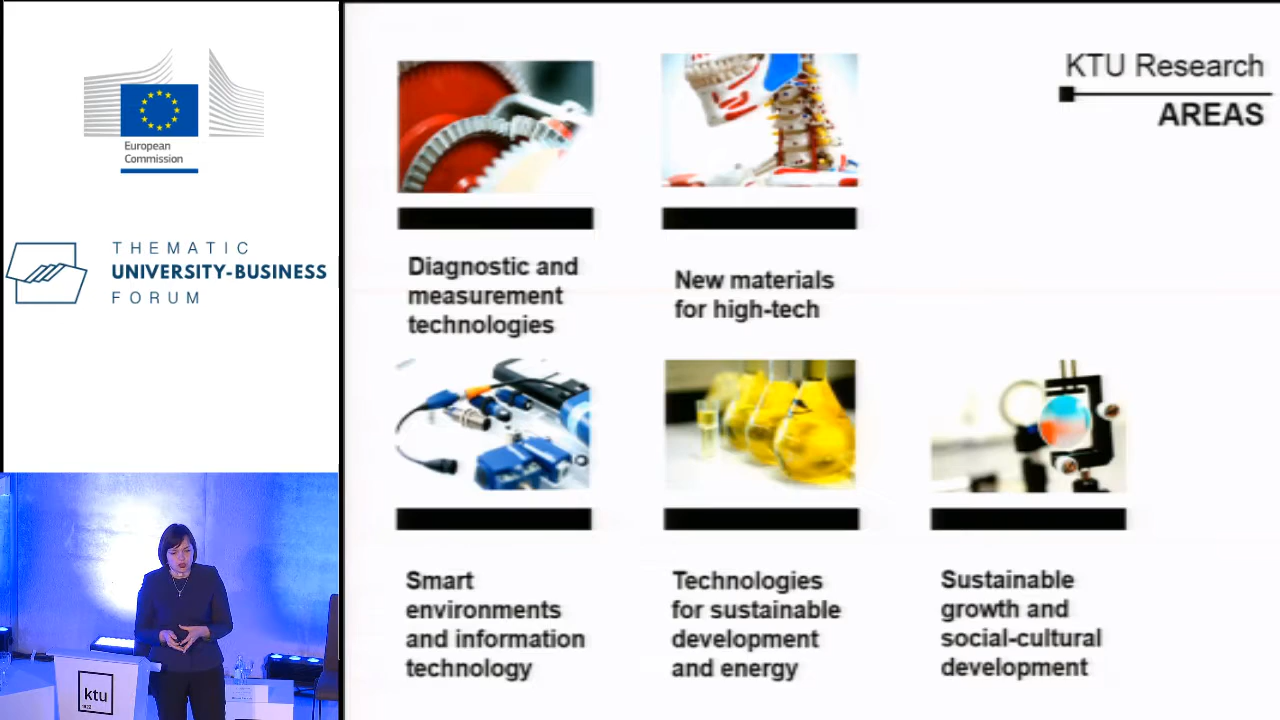 European
Commission
THEMATIC
UNIVERSITY-BUSINESS
FORUM
KTU Research
AREAS
Diagnostic and
measurement
technologies
New materials
for high-tech
Smart
environments
and information
technology
Technologies
for sustainable
development
and energy
Sustainable
growth and
social-cultural
development
ktu
1922